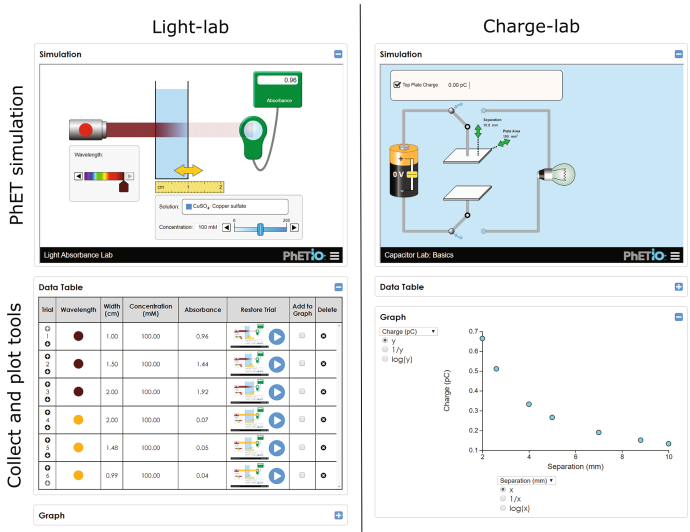 Light-lab
Charge-lab
PhET simulation
Collect and plot tools
Simulation
0.96
Absorbance
Wavelength:
cm 1 2
Solution: CuSO4: Copper sulfate
0 200
Concentration: 100 mM
Light Absorbance Lab
PhET iO
Data Table
Trial Wavelength Width (cm) Concentration (mM) Absorbance Restore Trial Add to Graph Delete
1 1.00 100.00 0.96
2 1.50 100.00 1.44
3 2.00 100.00 1.92
4 2.00 100.00 0.07
5 1.48 100.00 0.05
6 0.99 100.00 0.04
Graph
Simulation
Top Plate Charge 0.00 pC
Separation
10.0 mm
Plate Area
0 V
Capacitor Lab: Basics
PhET iO
Data Table
Graph
Charge (pC)
y
1/y
log(y)
Charge (pC)
0.7
0.6
0.5
0.4
0.3
0.2
0.1
2 4 6 8 10
Separation (mm)
Separation (mm)
x
1/x
log(x)